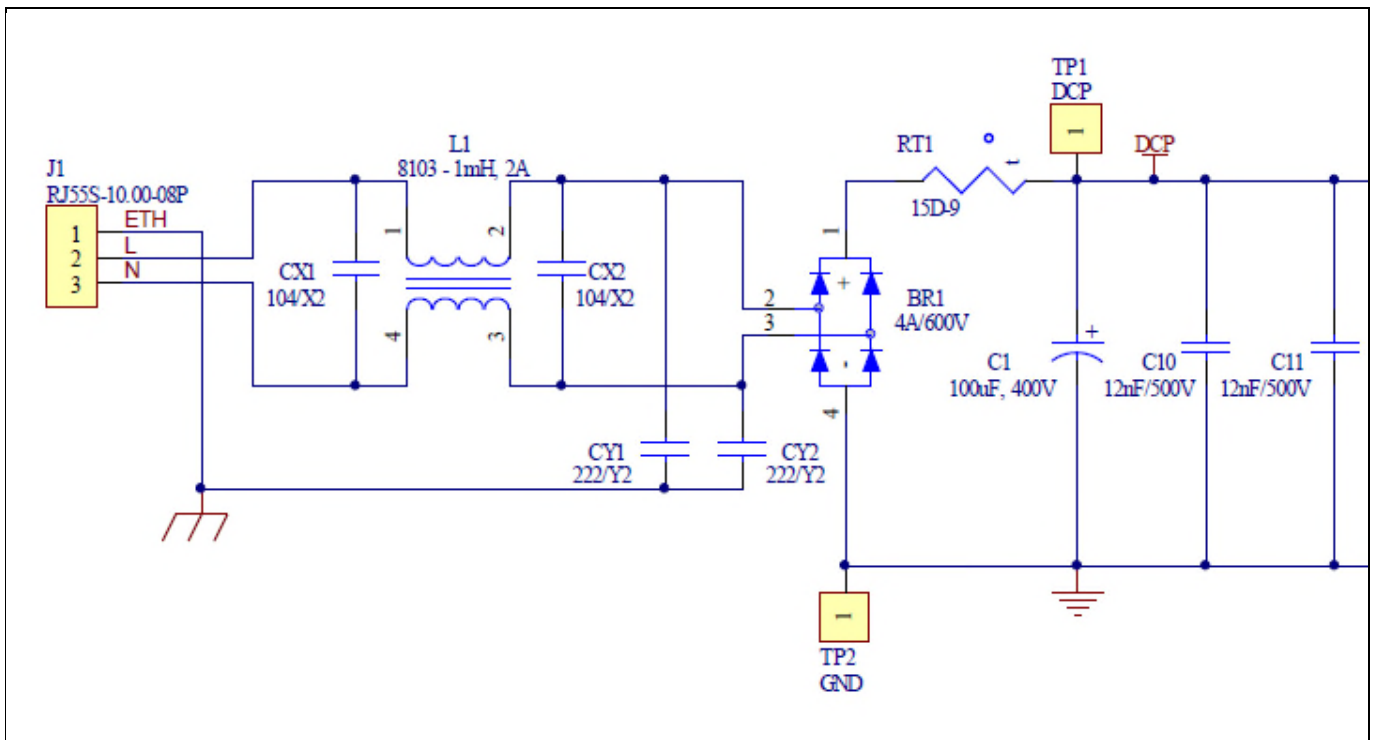 J1
RJ55S-10.00-08P
1
2
3
ETH
L
N
CX1
104/X2
L1
8103 - 1mH, 2A
1
2
4
3
CX2
104/X2
CY1
222/Y2
CY2
222/Y2
1
2
3
4
+
-
BR1
4A/600V
RT1
t
15D-9
TP1
DCP
1
DCP
+
C1
100uF, 400V
C10
12nF/500V
C11
12nF/500V
1
TP2
GND